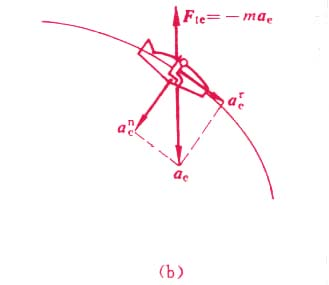 F_Ie = -ma_e
a_e^τ
a_e^n
a_e
(b)